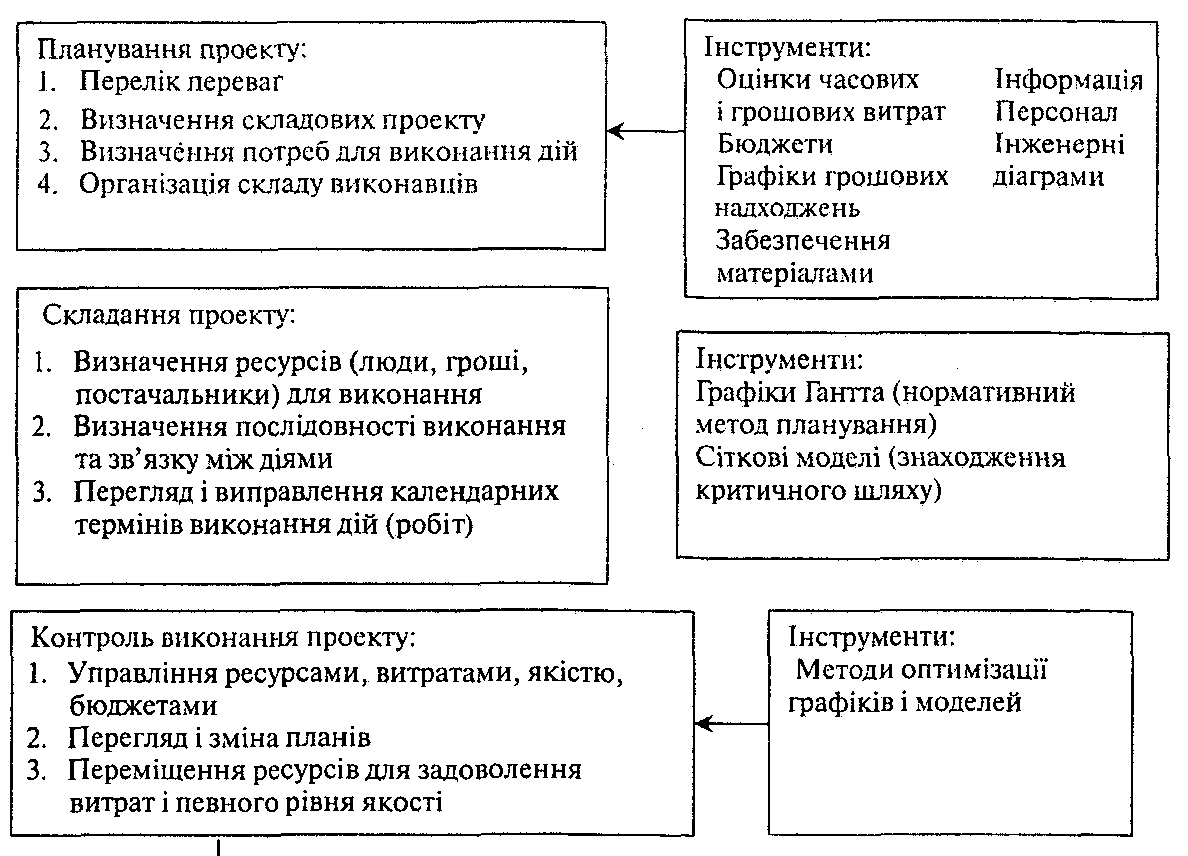 Планування проекту:
1. Перелік переваг
2. Визначення складових проекту
3. Визначення потреб для виконання дій
4. Організація складу виконавців
Інструменти:
Оцінки часових
і грошових витрат
Бюджети
Графіки грошових
надходжень
Забезпечення
матеріалами
Інформація
Персонал
Інженерні
діаграми
Складання проекту:
1. Визначення ресурсів (люди, гроші,
постачальники) для виконання
2. Визначення послідовності виконання
та зв’язку між діями
3. Перегляд і виправлення календарних
термінів виконання дій (робіт)
Інструменти:
Графіки Гантта (нормативний
метод планування)
Сіткові моделі (знаходження
критичного шляху)
Контроль виконання проекту:
1. Управління ресурсами, витратами, якістю,
бюджетами
2. Перегляд і зміна планів
3. Переміщення ресурсів для задоволення
витрат і певного рівня якості
Інструменти:
Методи оптимізації
графіків і моделей